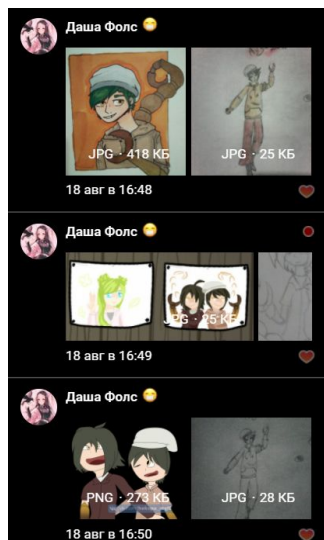 Даша Фолс 😁
JPG · 418 КБ
JPG · 25 КБ
18 авг в 16:48
Даша Фолс 😁
JPG · 25 КБ
18 авг в 16:49
Даша Фолс 😁
PNG · 273 КБ
JPG · 28 КБ
18 авг в 16:50